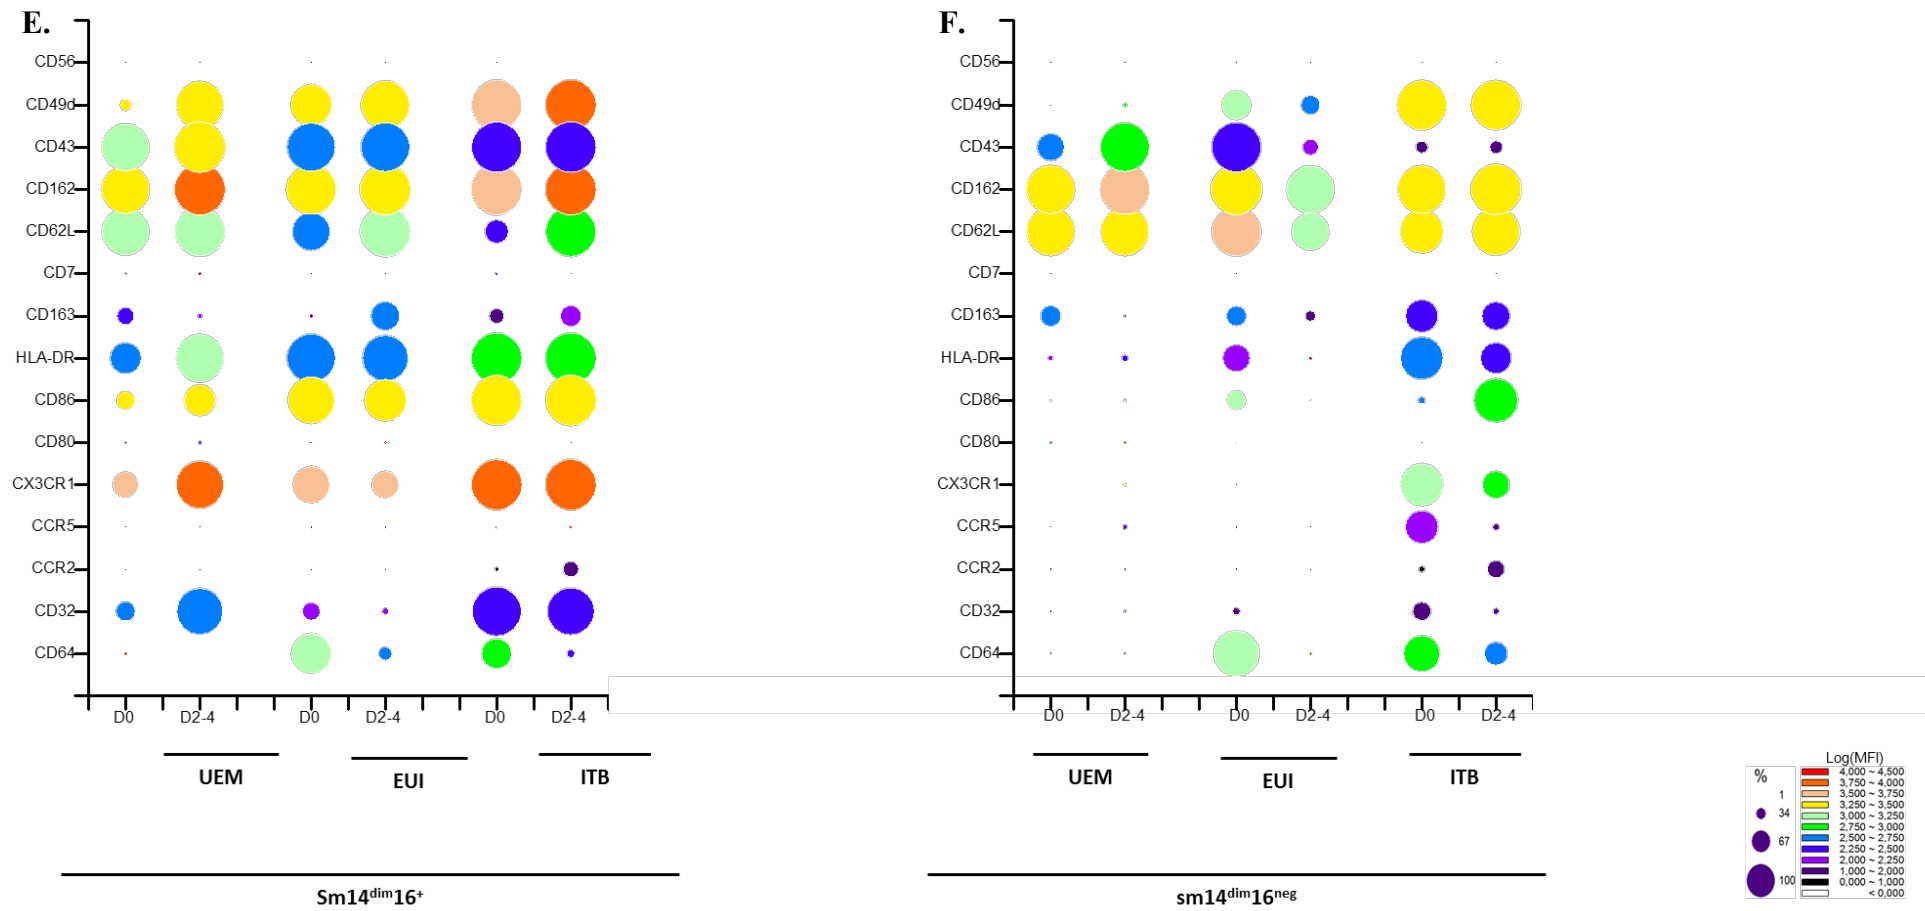 E.
CD56
CD49d
CD43
CD162
CD62L
CD7
CD163
HLA-DR
CD86
CD80
CX3CR1
CCR5
CCR2
CD32
CD64
D0 D2-4 D0 D2-4 D0 D2-4
UEM EUI ITB
Sm14dim16+
F.
CD56
CD49d
CD43
CD162
CD62L
CD7
CD163
HLA-DR
CD86
CD80
CX3CR1
CCR5
CCR2
CD32
CD64
D0 D2-4 D0 D2-4 D0 D2-4
UEM EUI ITB
sm14dim16neg
%
1
34
67
100
Log(MFI)
4,000 ~ 4,500
3,750 ~ 4,000
3,500 ~ 3,750
3,250 ~ 3,500
3,000 ~ 3,250
2,750 ~ 3,000
2,500 ~ 2,750
2,250 ~ 2,500
2,000 ~ 2,250
1,000 ~ 2,000
0,000 ~ 1,000
< 0,000